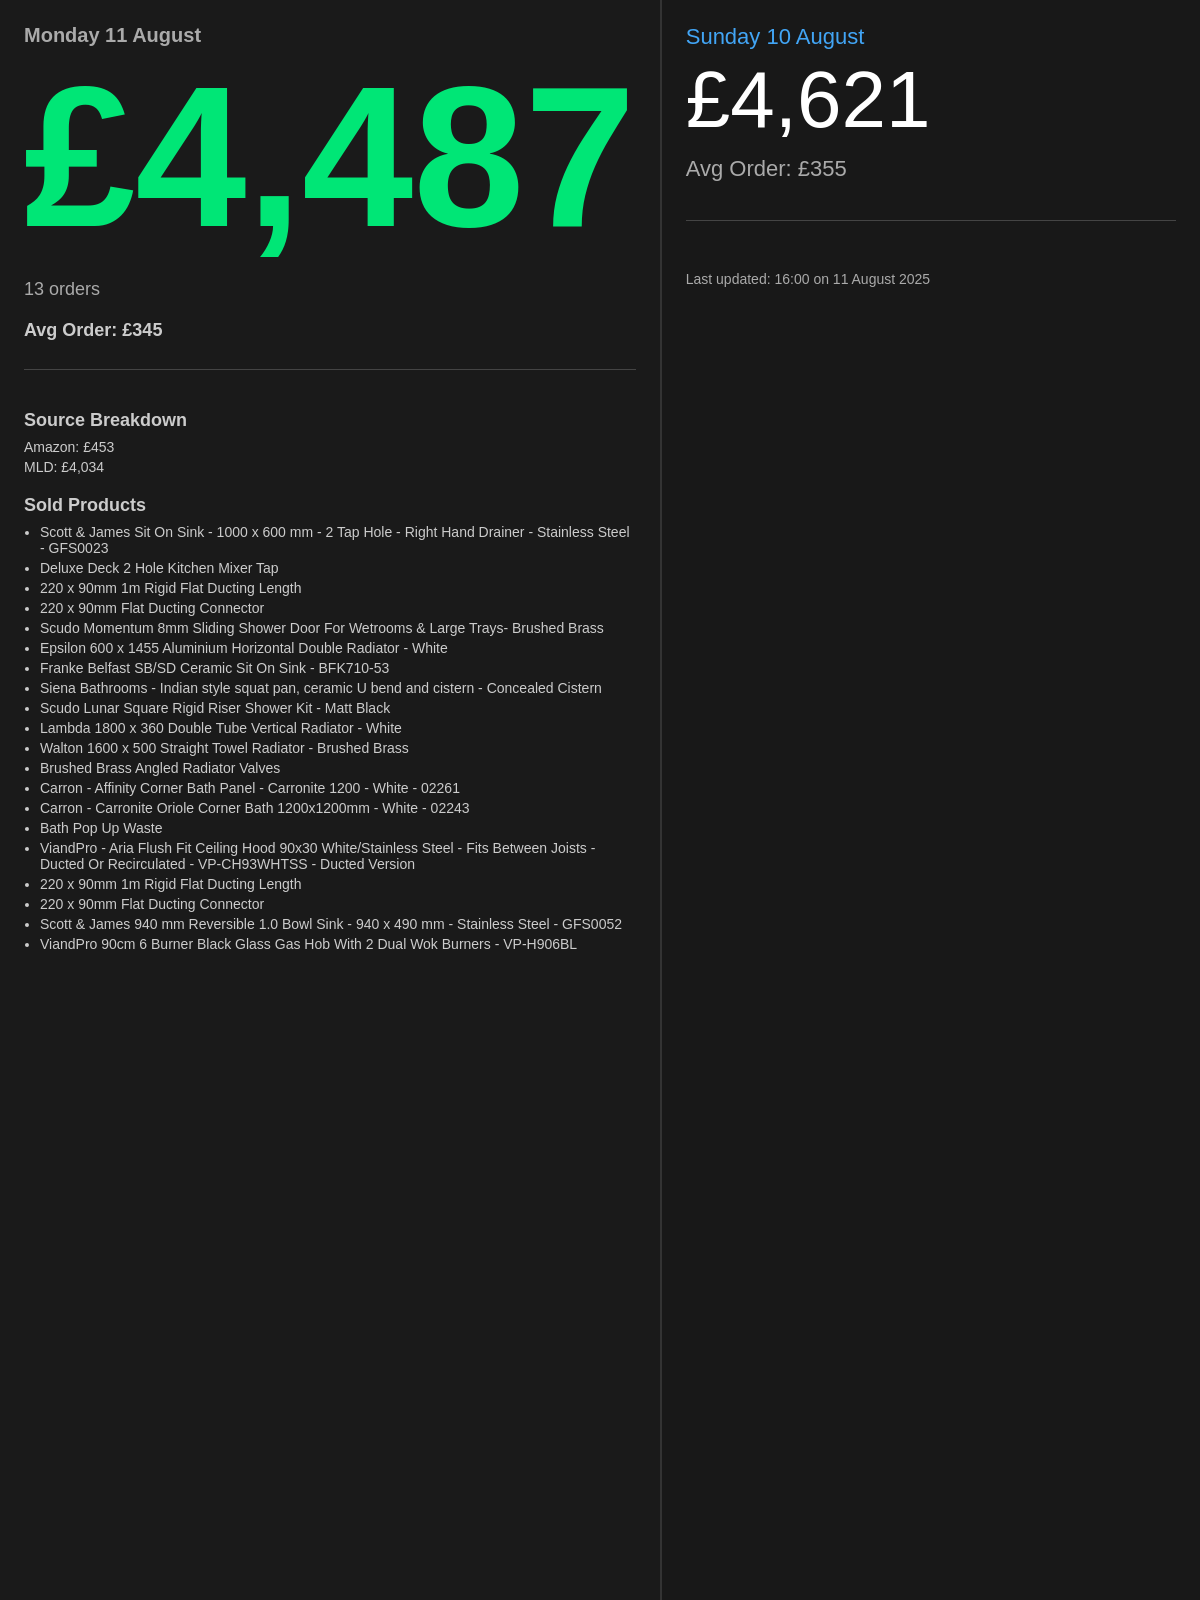 Monday 11 August
£4,487
13 orders
Avg Order: £345
Source Breakdown
Amazon: £453
MLD: £4,034
Sold Products
• Scott & James Sit On Sink - 1000 x 600 mm - 2 Tap Hole - Right Hand Drainer - Stainless Steel
- GFS0023
• Deluxe Deck 2 Hole Kitchen Mixer Tap
• 220 x 90mm 1m Rigid Flat Ducting Length
• 220 x 90mm Flat Ducting Connector
• Scudo Momentum 8mm Sliding Shower Door For Wetrooms & Large Trays- Brushed Brass
• Epsilon 600 x 1455 Aluminium Horizontal Double Radiator - White
• Franke Belfast SB/SD Ceramic Sit On Sink - BFK710-53
• Siena Bathrooms - Indian style squat pan, ceramic U bend and cistern - Concealed Cistern
• Scudo Lunar Square Rigid Riser Shower Kit - Matt Black
• Lambda 1800 x 360 Double Tube Vertical Radiator - White
• Walton 1600 x 500 Straight Towel Radiator - Brushed Brass
• Brushed Brass Angled Radiator Valves
• Carron - Affinity Corner Bath Panel - Carronite 1200 - White - 02261
• Carron - Carronite Oriole Corner Bath 1200x1200mm - White - 02243
• Bath Pop Up Waste
• ViandPro - Aria Flush Fit Ceiling Hood 90x30 White/Stainless Steel - Fits Between Joists -
Ducted Or Recirculated - VP-CH93WHTSS - Ducted Version
• 220 x 90mm 1m Rigid Flat Ducting Length
• 220 x 90mm Flat Ducting Connector
• Scott & James 940 mm Reversible 1.0 Bowl Sink - 940 x 490 mm - Stainless Steel - GFS0052
• ViandPro 90cm 6 Burner Black Glass Gas Hob With 2 Dual Wok Burners - VP-H906BL
Sunday 10 August
£4,621
Avg Order: £355
Last updated: 16:00 on 11 August 2025